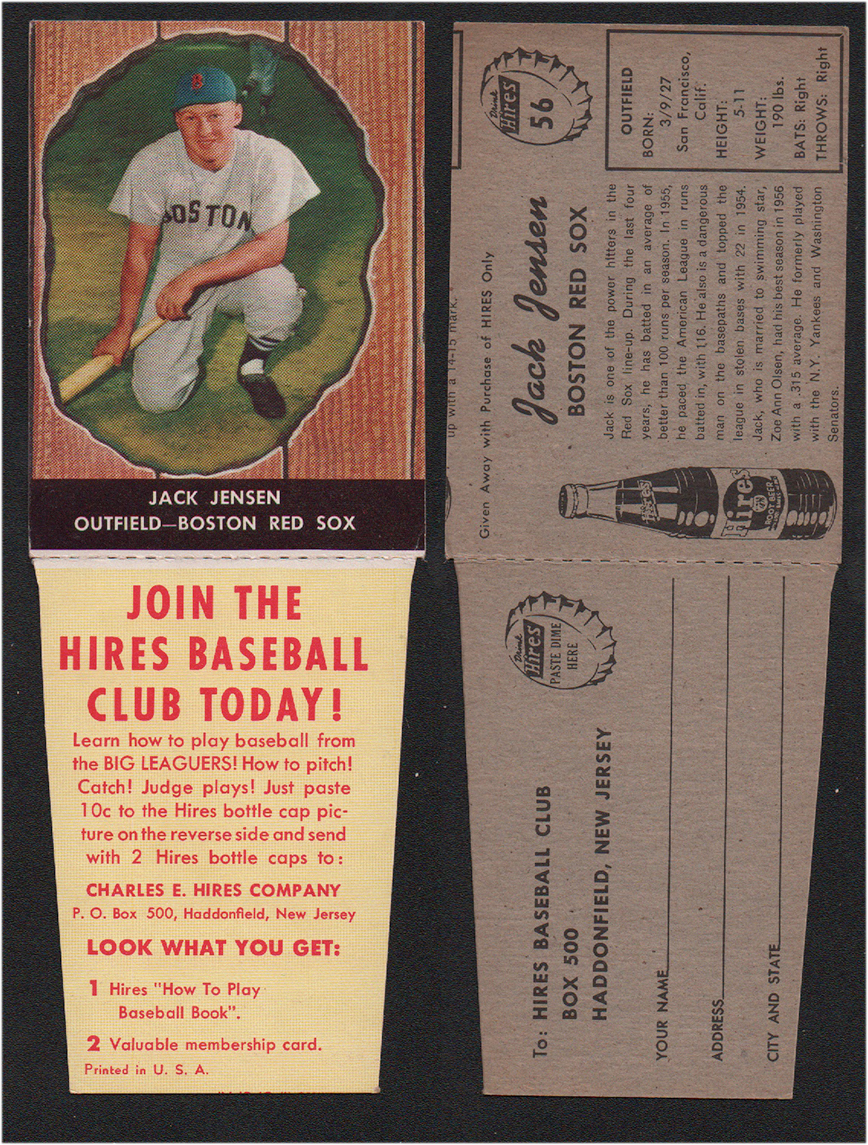 B
BOSTON
JACK JENSEN
OUTFIELD—BOSTON RED SOX
JOIN THE
HIRES BASEBALL
CLUB TODAY!
Learn how to play baseball from
the BIG LEAGUERS! How to pitch!
Catch! Judge plays! Just paste
10c to the Hires bottle cap pic-
ture on the reverse side and send
with 2 Hires bottle caps to:
CHARLES E. HIRES COMPANY
P. O. Box 500, Haddonfield, New Jersey
LOOK WHAT YOU GET:
1 Hires "How To Play
Baseball Book".
2 Valuable membership card.
Printed in U. S. A.
up with a 14-15 mark.
Given Away with Purchase of HIRES Only
Drink
Hires
56
Jack Jensen
BOSTON RED SOX
OUTFIELD
BORN:
3/9/27
San Francisco,
Calif.
HEIGHT:
5-11
WEIGHT:
190 lbs.
BATS: Right
THROWS: Right
Jack is one of the power hitters in the
Red Sox line-up. During the last four
years, he has batted in an average of
better than 100 runs per season. In 1955,
he paced the American League in runs
batted in, with 116. He also is a dangerous
man on the basepaths and topped the
league in stolen bases with 22 in 1954.
Jack, who is married to swimming star,
Zoe Ann Olsen, had his best season in 1956
with a .315 average. He formerly played
with the N.Y. Yankees and Washington
Senators.
Hires
Hires
ROOT BEER
Drink
Hires
PASTE DIME
HERE
To: HIRES BASEBALL CLUB
BOX 500
HADDONFIELD, NEW JERSEY
YOUR NAME
ADDRESS
CITY AND STATE